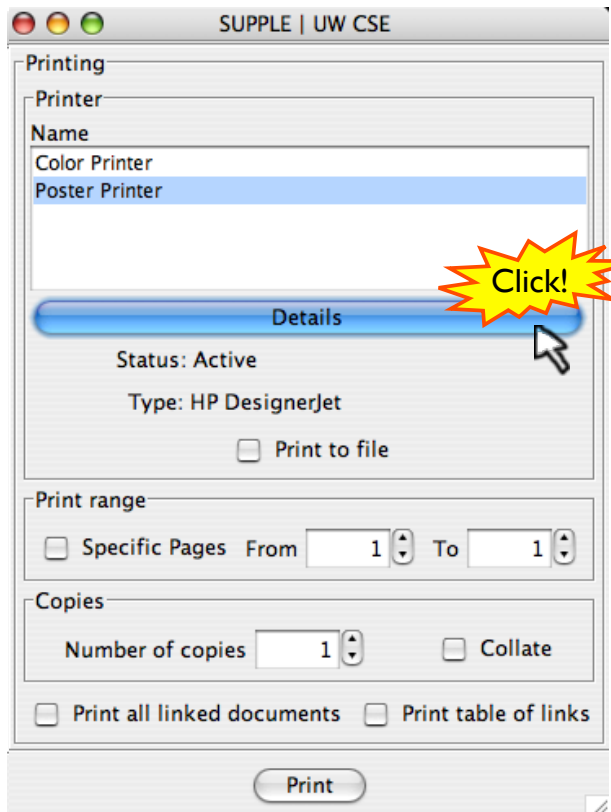 SUPPLE | UW CSE
Printing
Printer
Name
Color Printer
Poster Printer
Click!
Details
Status: Active
Type: HP DesignerJet
Print to file
Print range
Specific Pages From 1 To 1
Copies
Number of copies 1 Collate
Print all linked documents Print table of links
Print